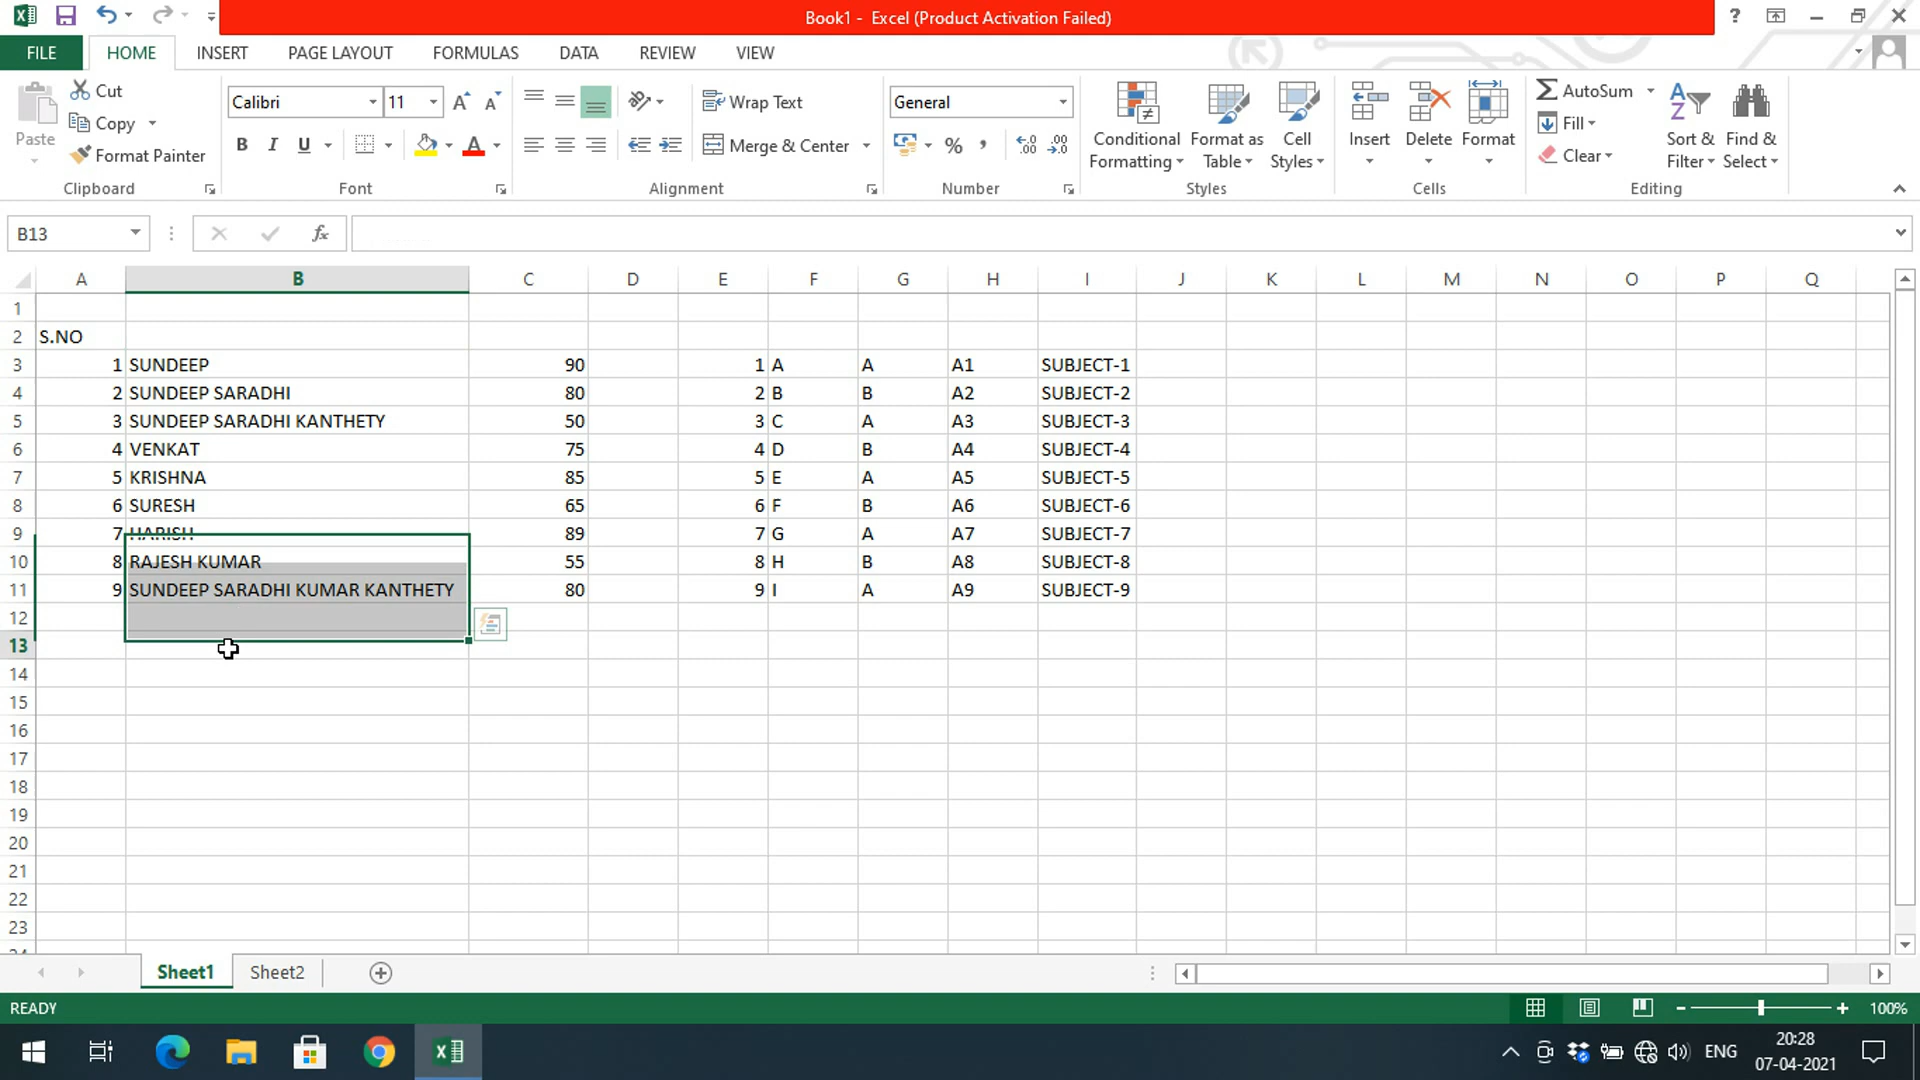 Book1 - Excel (Product Activation Failed)
FILE HOME INSERT PAGE LAYOUT FORMULAS DATA REVIEW VIEW
Paste
Cut
Copy
Format Painter
Clipboard
Calibri 11
B I U
Font
Wrap Text
Merge & Center
Alignment
General
%
Number
Conditional Formatting
Format as Table
Cell Styles
Styles
Insert
Delete
Format
Cells
AutoSum
Fill
Clear
Sort & Filter
Find & Select
Editing
B13 fx
A B C D E F G H I J K L M N O P Q
1
2 S.NO
3 1 SUNDEEP 90 1 A A A1 SUBJECT-1
4 2 SUNDEEP SARADHI 80 2 B B A2 SUBJECT-2
5 3 SUNDEEP SARADHI KANTHETY 50 3 C A A3 SUBJECT-3
6 4 VENKAT 75 4 D B A4 SUBJECT-4
7 5 KRISHNA 85 5 E A A5 SUBJECT-5
8 6 SURESH 65 6 F B A6 SUBJECT-6
9 7 HARISH 89 7 G A A7 SUBJECT-7
10 8 RAJESH KUMAR 55 8 H B A8 SUBJECT-8
11 9 SUNDEEP SARADHI KUMAR KANTHETY 80 9 I A A9 SUBJECT-9
12
13
14
15
16
17
18
19
20
21
22
23
24
Sheet1 Sheet2
READY 100%
ENG 20:28
07-04-2021